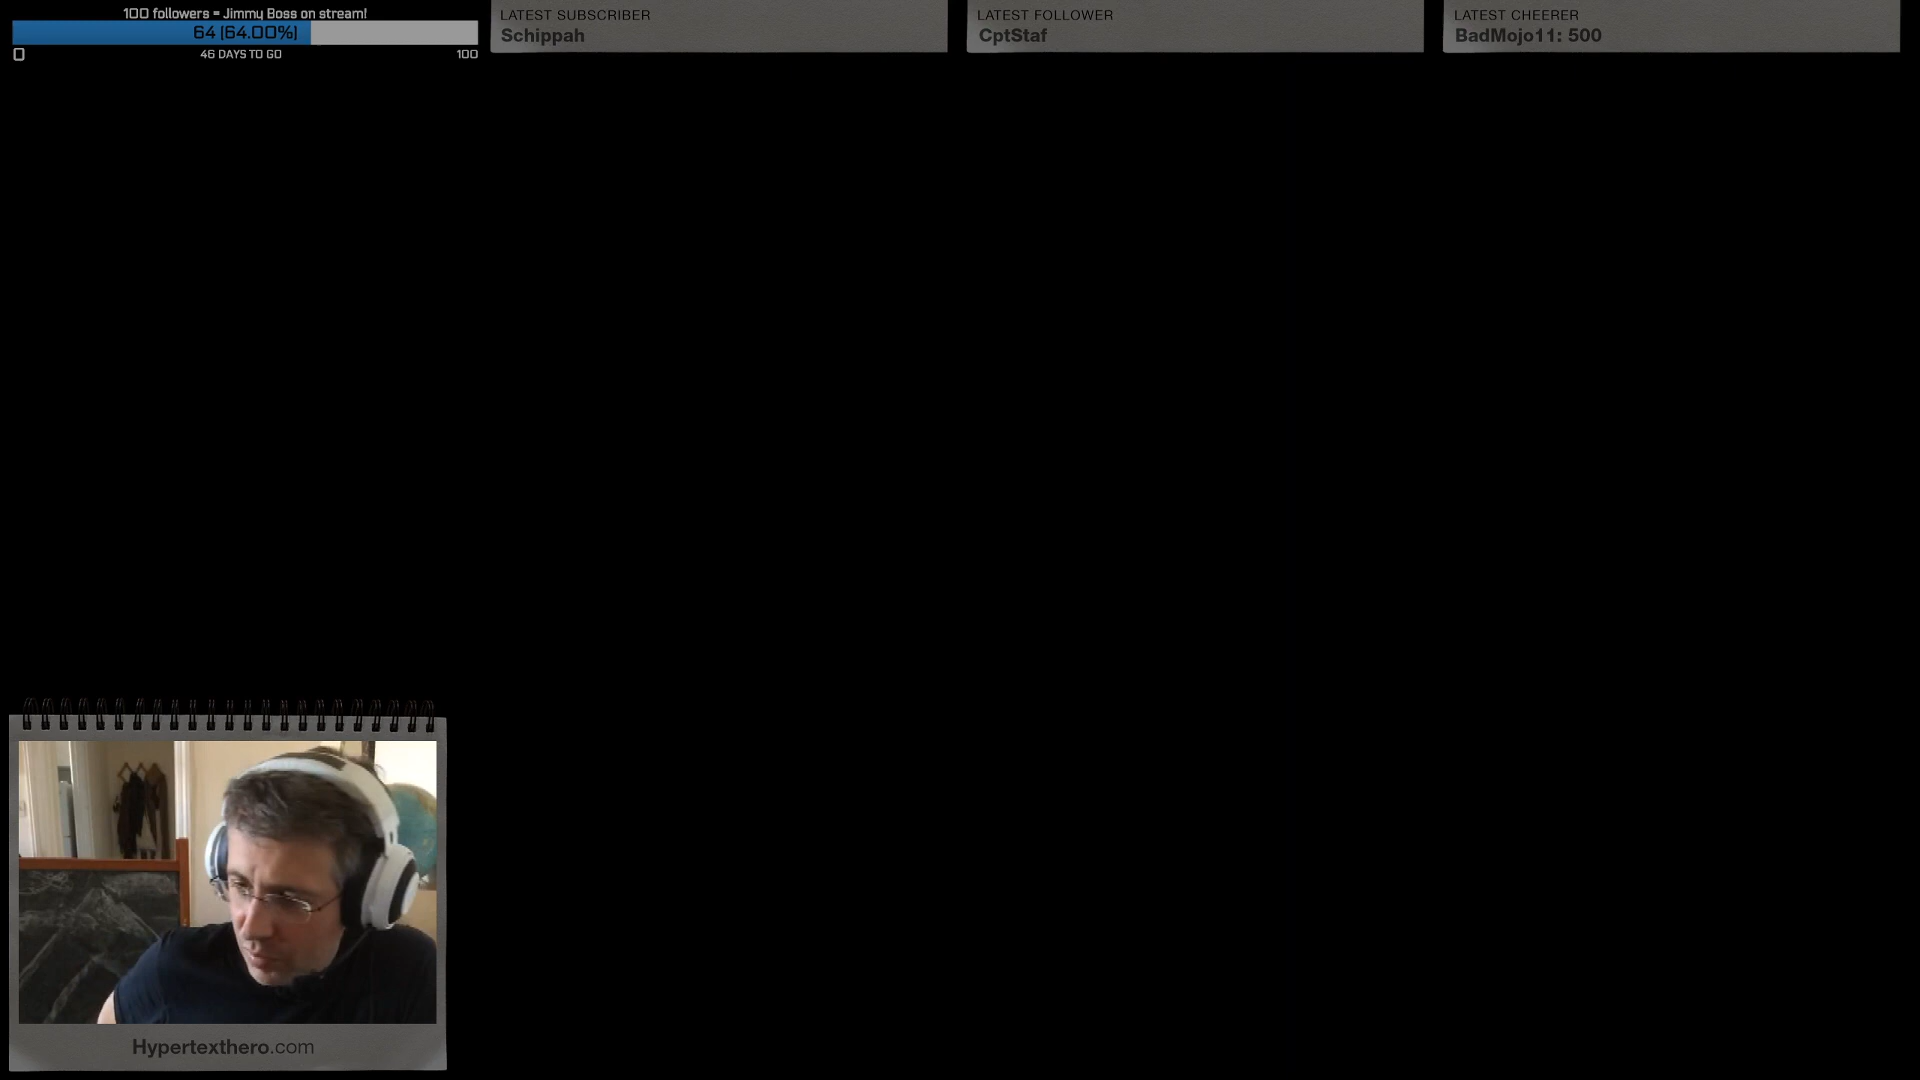 100 followers = Jimmy Boss on stream!
64 (64.00%)
0 46 DAYS TO GO 100
LATEST SUBSCRIBER
Schippah
LATEST FOLLOWER
CptStaf
LATEST CHEERER
BadMojo11: 500
Hypertexthero.com